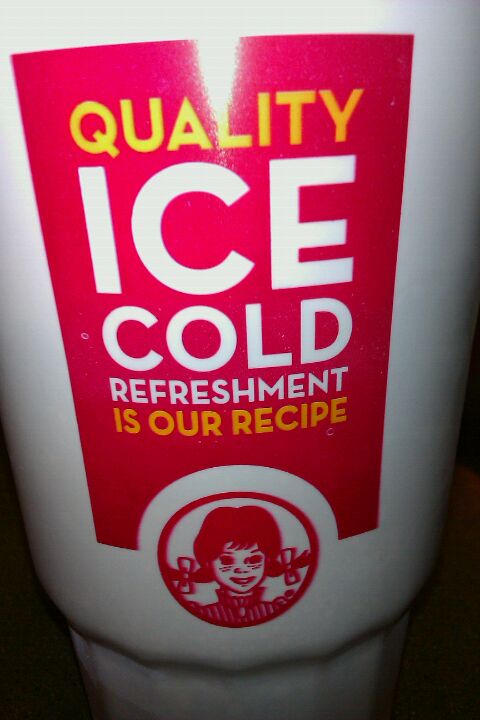 QUALITY
ICE
COLD
REFRESHMENT
IS OUR RECIPE